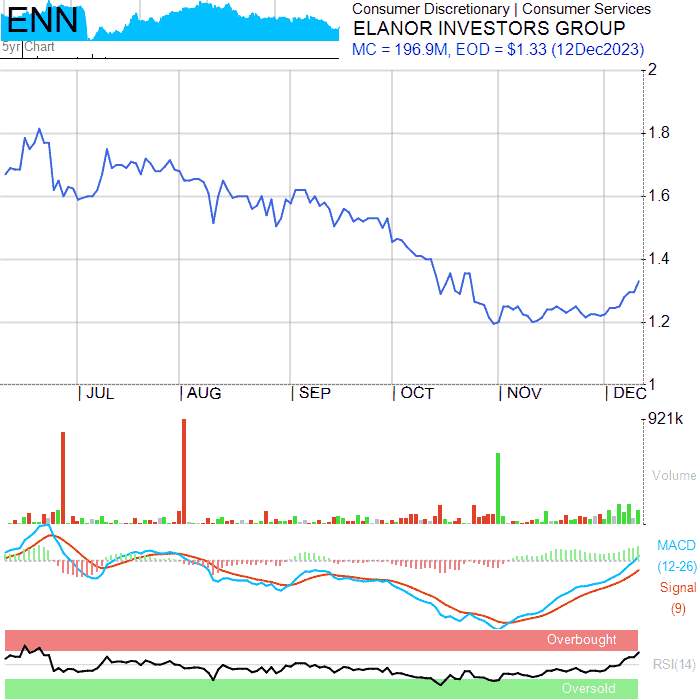 ENN
5yr Chart
Consumer Discretionary | Consumer Services
ELANOR INVESTORS GROUP
MC = 196.9M, EOD = $1.33 (12Dec2023)
2
1.8
1.6
1.4
1.2
1
| JUL | AUG | SEP | OCT | NOV | DEC
921k
Volume
MACD
(12-26)
Signal
(9)
Overbought
RSI(14)
Oversold